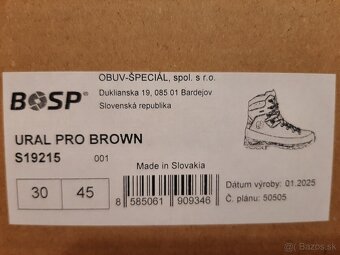 OBUV-ŠPECIÁL, spol. s r.o.
BOSP®
Duklianska 19, 085 01 Bardejov
Slovenská republika
URAL PRO BROWN
S19215 001
Made in Slovakia
30 45
8 585061 909346
Dátum výroby: 01.2025
Č. plánu: 50505
Bazos.sk